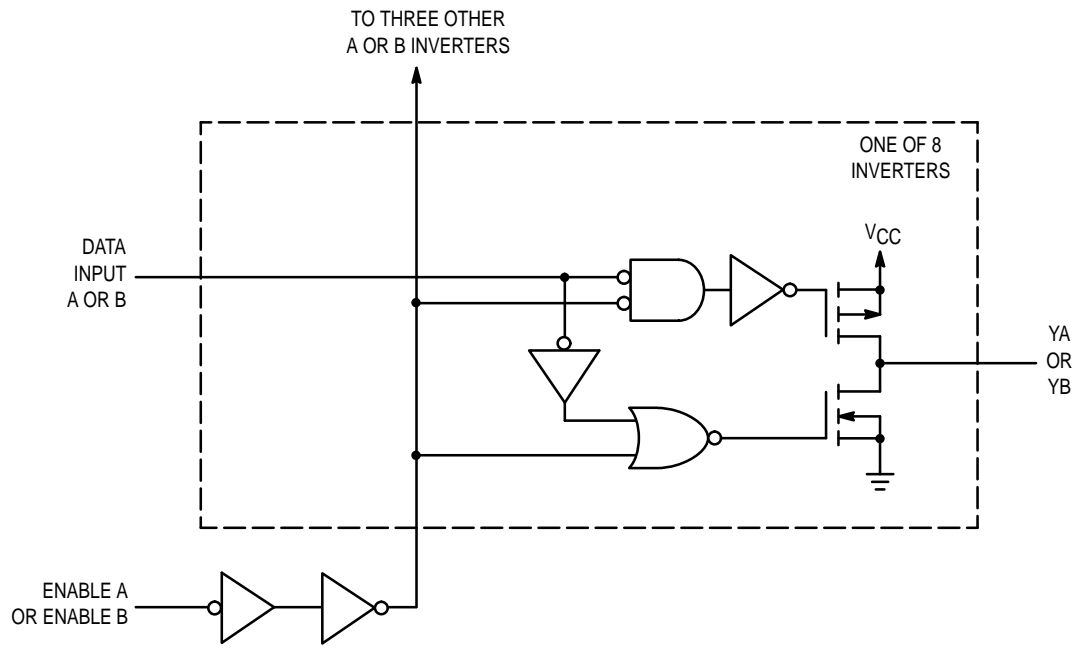 TO THREE OTHER
A OR B INVERTERS
ONE OF 8
INVERTERS
VCC
DATA
INPUT
A OR B
YA
OR
YB
ENABLE A
OR ENABLE B